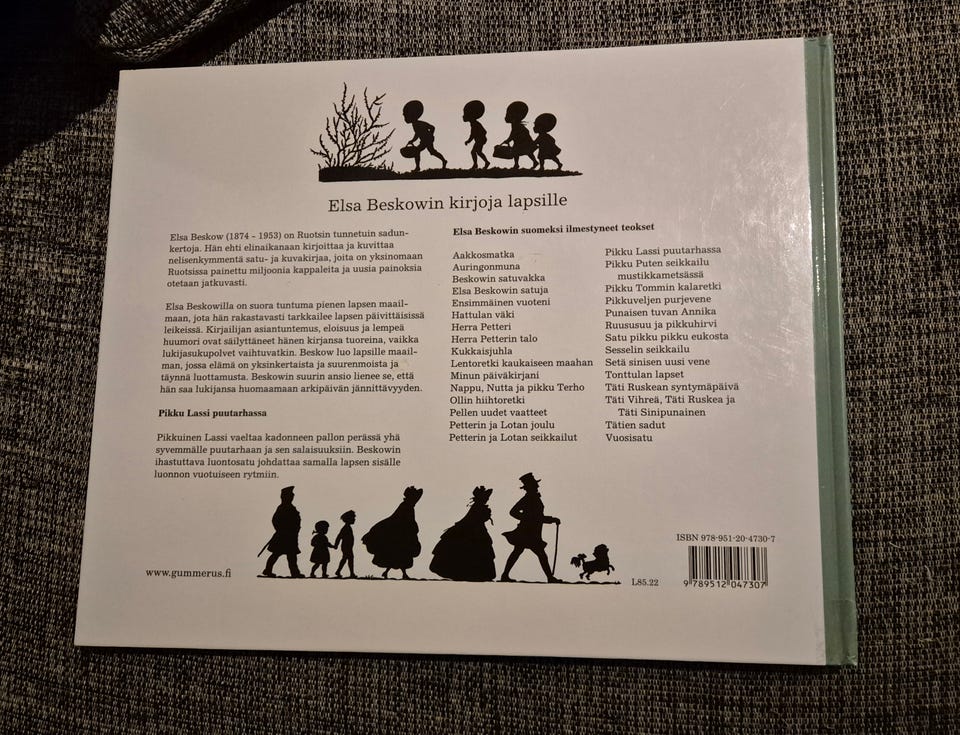 Elsa Beskowin kirjoja lapsille
Elsa Beskow (1874 - 1953) on Ruotsin tunnetuin sadun-
kertoja. Hän ehti elinaikanaan kirjoittaa ja kuvittaa
nelisenkymmentä satu- ja kuvakirjaa, joita on yksinomaan
Ruotsissa painettu miljoonia kappaleita ja uusia painoksia
otetaan jatkuvasti.
Elsa Beskowilla on suora tuntuma pienen lapsen maail-
maan, jota hän rakastavasti tarkkailee lapsen päivittäisissä
leikeissä. Kirjailijan asiantuntemus, eloisuus ja lempeä
huumori ovat säilyttäneet hänen kirjansa tuoreina, vaikka
lukijasukupolvet vaihtuvatkin. Beskow luo lapsille maail-
man, jossa elämä on yksinkertaista ja suurenmoista ja
täynnä luottamusta. Beskowin suurin ansio lienee se, että
hän saa lukijansa huomaamaan arkipäivän jännittävyyden.
Pikku Lassi puutarhassa
Pikkuinen Lassi vaeltaa kadonneen pallon perässä yhä
syvemmälle puutarhaan ja sen salaisuuksiin. Beskowin
ihastuttava luontosatu johdattaa samalla lapsen sisälle
luonnon vuotuiseen rytmiin.
Elsa Beskowin suomeksi ilmestyneet teokset
Aakkosmatka
Auringonmuna
Beskowin satuvakka
Elsa Beskowin satuja
Ensimmäinen vuoteni
Hattulan väki
Herra Petteri
Herra Petterin talo
Kukkaisjuhla
Lentoretki kaukaiseen maahan
Minun päiväkirjani
Nappu, Nutta ja pikku Terho
Ollin hiihtoretki
Pellen uudet vaatteet
Petterin ja Lotan joulu
Petterin ja Lotan seikkailut
Pikku Lassi puutarhassa
Pikku Puten seikkailu
mustikkametsässä
Pikku Tommin kalaretki
Pikkuveljen purjevene
Punaisen tuvan Annika
Ruusususu ja pikkuhirvi
Satu pikku pikku eukosta
Sesselin seikkailu
Setä sinisen uusi vene
Tonttulan lapset
Täti Ruskean syntymäpäivä
Täti Vihreä, Täti Ruskea ja
Täti Sinipunainen
Tätien sadut
Vuosisatu
www.gummerus.fi
L85.22
ISBN 978-951-20-4730-7
9 789512 047307